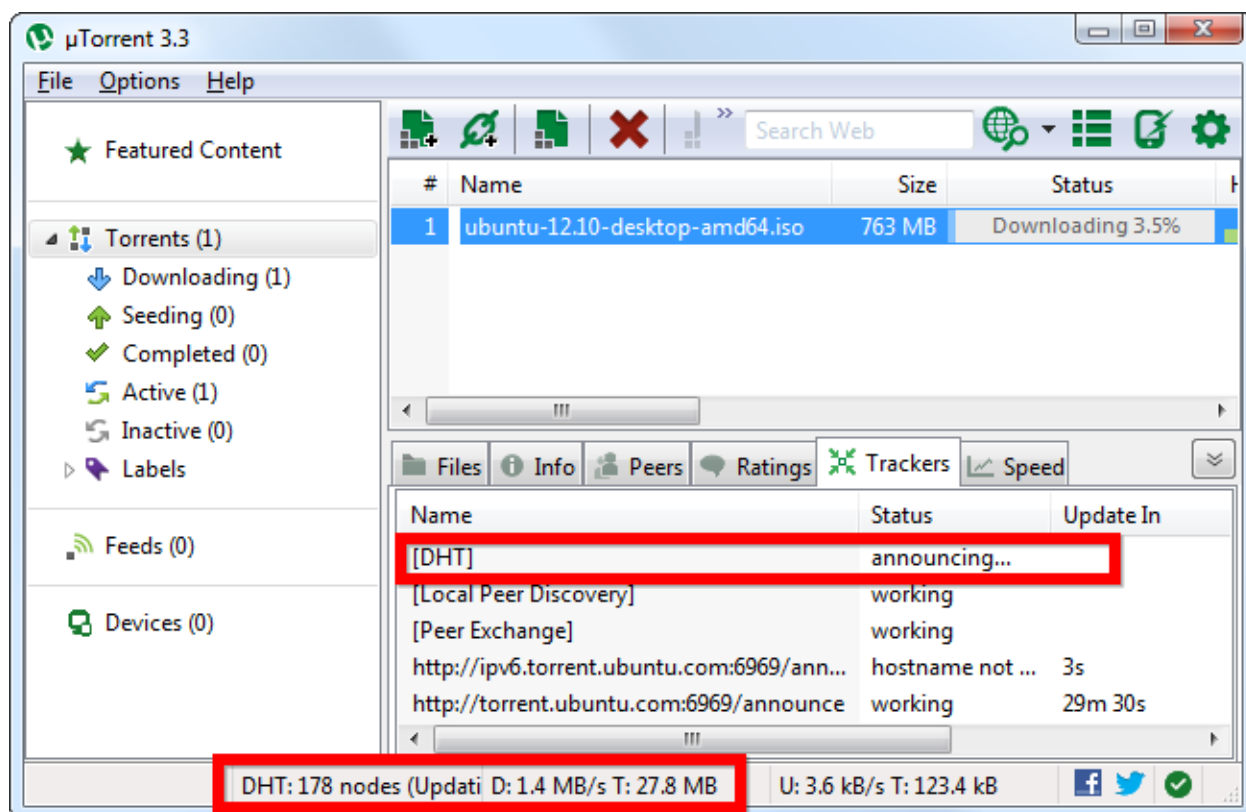 µTorrent 3.3
File Options Help
Featured Content
Torrents (1)
Downloading (1)
Seeding (0)
Completed (0)
Active (1)
Inactive (0)
Labels
Feeds (0)
Devices (0)
Search Web
# Name Size Status
1 ubuntu-12.10-desktop-amd64.iso 763 MB Downloading 3.5%
Files Info Peers Ratings Trackers Speed
Name Status Update In
[DHT] announcing...
[Local Peer Discovery] working
[Peer Exchange] working
http://ipv6.torrent.ubuntu.com:6969/ann... hostname not ... 3s
http://torrent.ubuntu.com:6969/announce working 29m 30s
DHT: 178 nodes (Updati D: 1.4 MB/s T: 27.8 MB U: 3.6 kB/s T: 123.4 kB